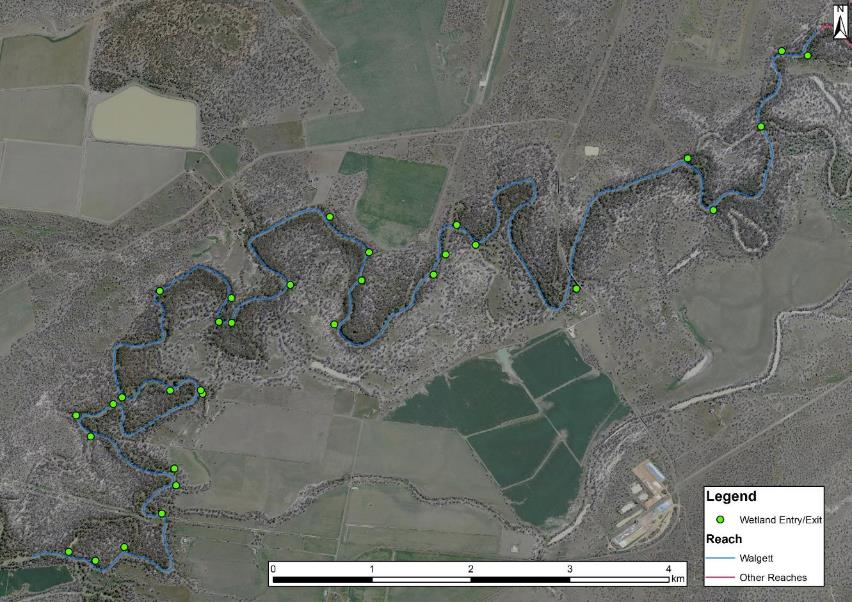 N
Legend
Wetland Entry/Exit
Reach
Walgett
Other Reaches
0 1 2 3 4
km